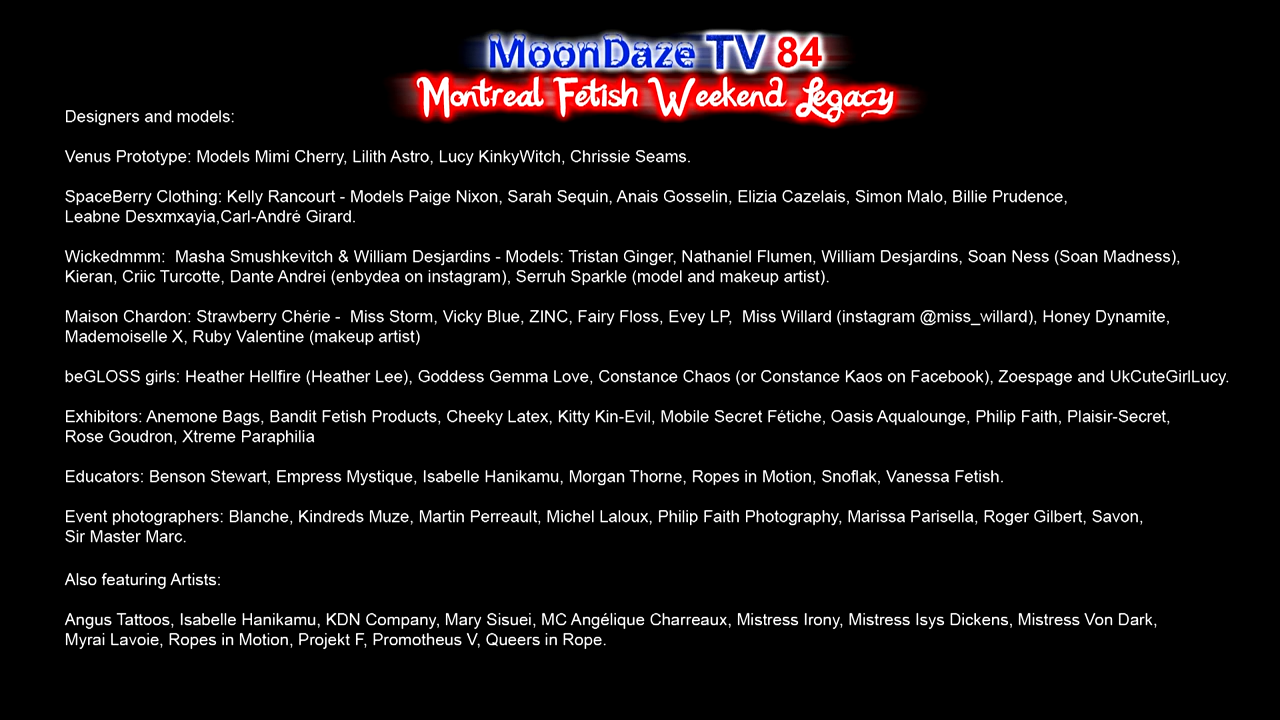 MoonDaze TV 84
Montreal Fetish Weekend Legacy
Designers and models:
Venus Prototype: Models Mimi Cherry, Lilith Astro, Lucy KinkyWitch, Chrissie Seams.
SpaceBerry Clothing: Kelly Rancourt - Models Paige Nixon, Sarah Sequin, Anais Gosselin, Elizia Cazelais, Simon Malo, Billie Prudence,
Leabne Desxmxayia,Carl-André Girard.
Wickedmmm:  Masha Smushkevitch & William Desjardins - Models: Tristan Ginger, Nathaniel Flumen, William Desjardins, Soan Ness (Soan Madness),
Kieran, Criic Turcotte, Dante Andrei (enbydea on instagram), Serruh Sparkle (model and makeup artist).
Maison Chardon: Strawberry Chérie -  Miss Storm, Vicky Blue, ZINC, Fairy Floss, Evey LP,  Miss Willard (instagram @miss_willard), Honey Dynamite,
Mademoiselle X, Ruby Valentine (makeup artist)
beGLOSS girls: Heather Hellfire (Heather Lee), Goddess Gemma Love, Constance Chaos (or Constance Kaos on Facebook), Zoespage and UkCuteGirlLucy.
Exhibitors: Anemone Bags, Bandit Fetish Products, Cheeky Latex, Kitty Kin-Evil, Mobile Secret Fétiche, Oasis Aqualounge, Philip Faith, Plaisir-Secret,
Rose Goudron, Xtreme Paraphilia
Educators: Benson Stewart, Empress Mystique, Isabelle Hanikamu, Morgan Thorne, Ropes in Motion, Snoflak, Vanessa Fetish.
Event photographers: Blanche, Kindreds Muze, Martin Perreault, Michel Laloux, Philip Faith Photography, Marissa Parisella, Roger Gilbert, Savon,
Sir Master Marc.
Also featuring Artists:
Angus Tattoos, Isabelle Hanikamu, KDN Company, Mary Sisuei, MC Angélique Charreaux, Mistress Irony, Mistress Isys Dickens, Mistress Von Dark,
Myrai Lavoie, Ropes in Motion, Projekt F, Promotheus V, Queers in Rope.